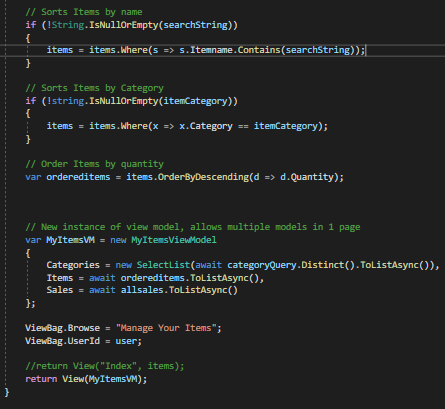 // Sorts Items by name
if (!String.IsNullOrEmpty(searchString))
{
items = items.Where(s => s.Itemname.Contains(searchString));
}
// Sorts Items by Category
if (!string.IsNullOrEmpty(itemCategory))
{
items = items.Where(x => x.Category == itemCategory);
}
// Order Items by quantity
var ordereditems = items.OrderByDescending(d => d.Quantity);
// New instance of view model, allows multiple models in 1 page
var MyItemsVM = new MyItemsViewModel
{
Categories = new SelectList(await categoryQuery.Distinct().ToListAsync()),
Items = await ordereditems.ToListAsync(),
Sales = await allsales.ToListAsync()
};
ViewBag.Browse = "Manage Your Items";
ViewBag.UserId = user;
//return View("Index", items);
return View(MyItemsVM);
}